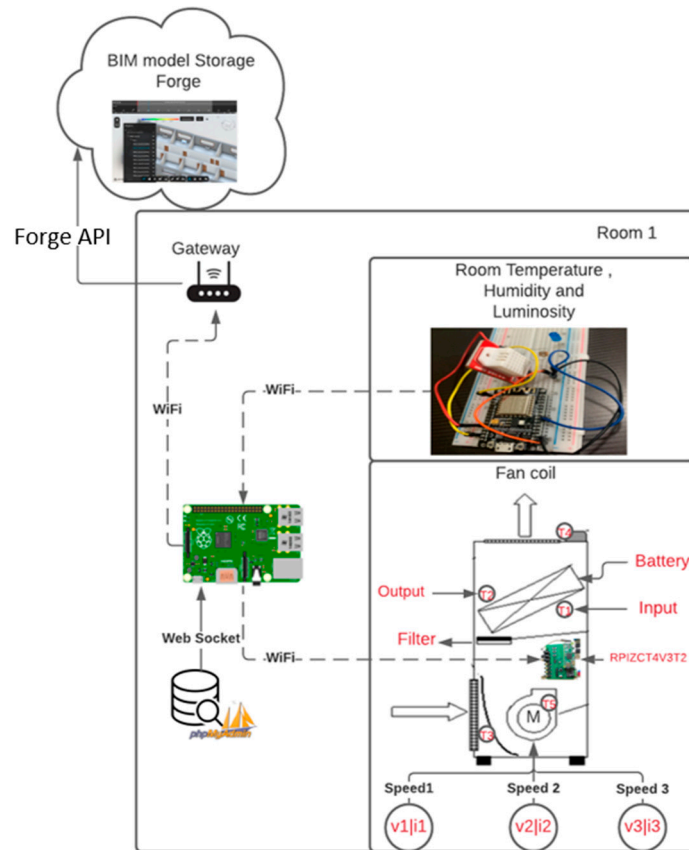 BIM model Storage
Forge
Forge API
Gateway
Room 1
Room Temperature ,
Humidity and
Luminosity
WiFi
WiFi
Fan coil
T4
Battery
Output
T2
T1
Input
Filter
Web Socket
WiFi
RPIZCT4V3T2
phpMyAdmin
T5
M
T3
Speed1
Speed 2
Speed 3
v1|i1
v2|i2
v3|i3